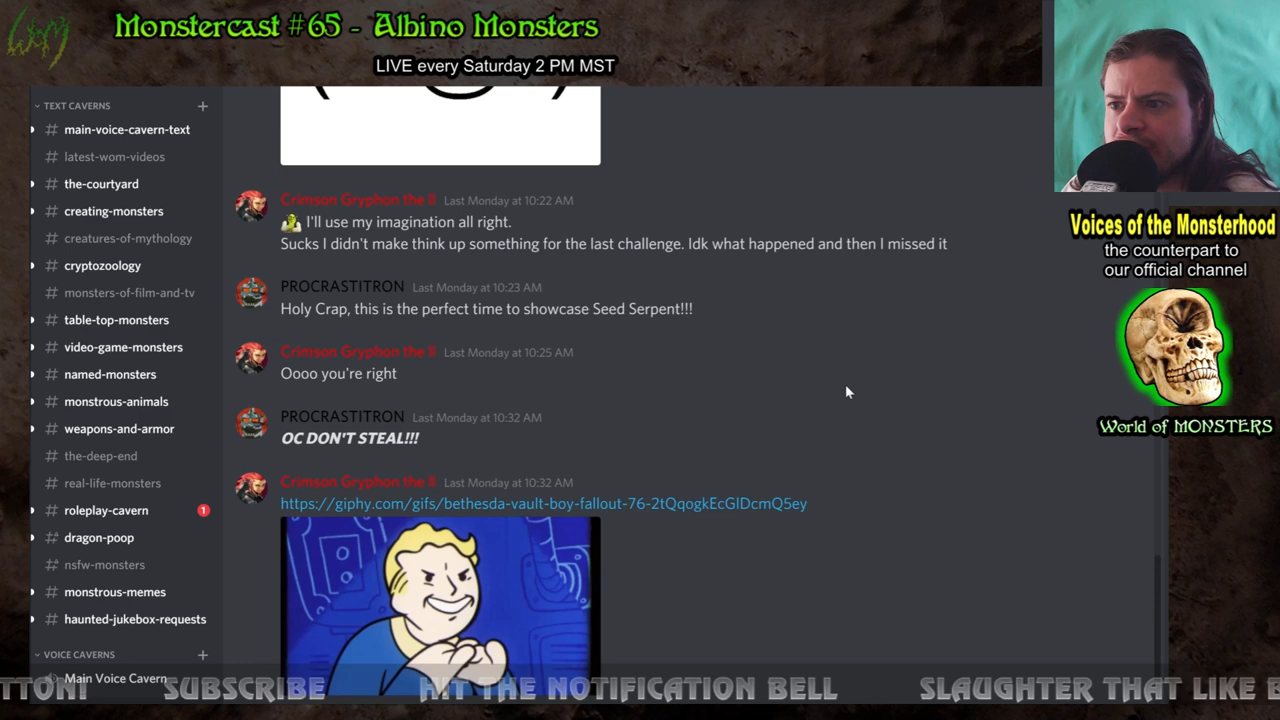 WOM
Monstercast #65 - Albino Monsters
LIVE every Saturday 2 PM MST
TEXT CAVERNS +
# main-voice-cavern-text
# latest-wom-videos
# the-courtyard
# creating-monsters
# creatures-of-mythology
# cryptozoology
# monsters-of-film-and-tv
# table-top-monsters
# video-game-monsters
# named-monsters
# monstrous-animals
# weapons-and-armor
# the-deep-end
# real-life-monsters
# roleplay-cavern 1
# dragon-poop
# nsfw-monsters
# monstrous-memes
# haunted-jukebox-requests
VOICE CAVERNS +
Main Voice Cavern
Crimson Gryphon the II Last Monday at 10:22 AM
I'll use my imagination all right.
Sucks I didn't make think up something for the last challenge. Idk what happened and then I missed it
PROCRASTITRON Last Monday at 10:23 AM
Holy Crap, this is the perfect time to showcase Seed Serpent!!!
Crimson Gryphon the II Last Monday at 10:25 AM
Oooo you're right
PROCRASTITRON Last Monday at 10:32 AM
OC DON'T STEAL!!!
Crimson Gryphon the II Last Monday at 10:32 AM
https://giphy.com/gifs/bethesda-vault-boy-fallout-76-2tQqogkEcGlDcmQ5ey
Voices of the Monsterhood
the counterpart to
our official channel
World of MONSTERS
TTONI SUBSCRIBE HIT THE NOTIFICATION BELL SLAUGHTER THAT LIKE B